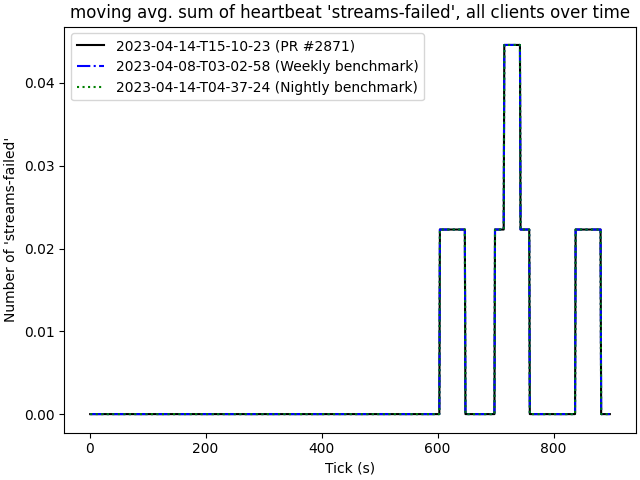 moving avg. sum of heartbeat 'streams-failed', all clients over time
2023-04-14-T15-10-23 (PR #2871)
2023-04-08-T03-02-58 (Weekly benchmark)
2023-04-14-T04-37-24 (Nightly benchmark)
Number of 'streams-failed'
0.04
0.03
0.02
0.01
0.00
0 200 400 600 800
Tick (s)